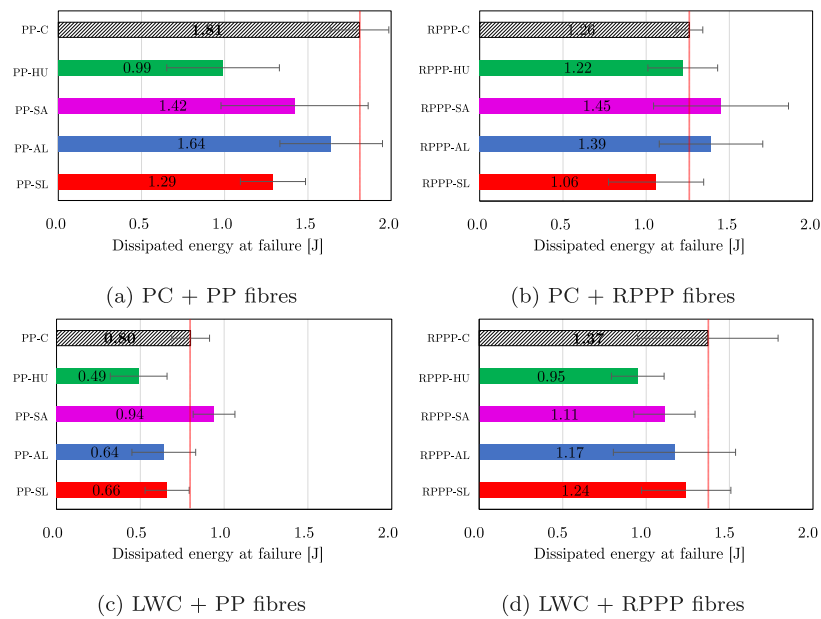 PP-C 1.81
PP-HU 0.99
PP-SA 1.42
PP-AL 1.64
PP-SL 1.29
0.0 0.5 1.0 1.5 2.0
Dissipated energy at failure [J]
(a) PC + PP fibres
RPPP-C 1.26
RPPP-HU 1.22
RPPP-SA 1.45
RPPP-AL 1.39
RPPP-SL 1.06
0.0 0.5 1.0 1.5 2.0
Dissipated energy at failure [J]
(b) PC + RPPP fibres
PP-C 0.80
PP-HU 0.49
PP-SA 0.94
PP-AL 0.64
PP-SL 0.66
0.0 0.5 1.0 1.5 2.0
Dissipated energy at failure [J]
(c) LWC + PP fibres
RPPP-C 1.37
RPPP-HU 0.95
RPPP-SA 1.11
RPPP-AL 1.17
RPPP-SL 1.24
0.0 0.5 1.0 1.5 2.0
Dissipated energy at failure [J]
(d) LWC + RPPP fibres